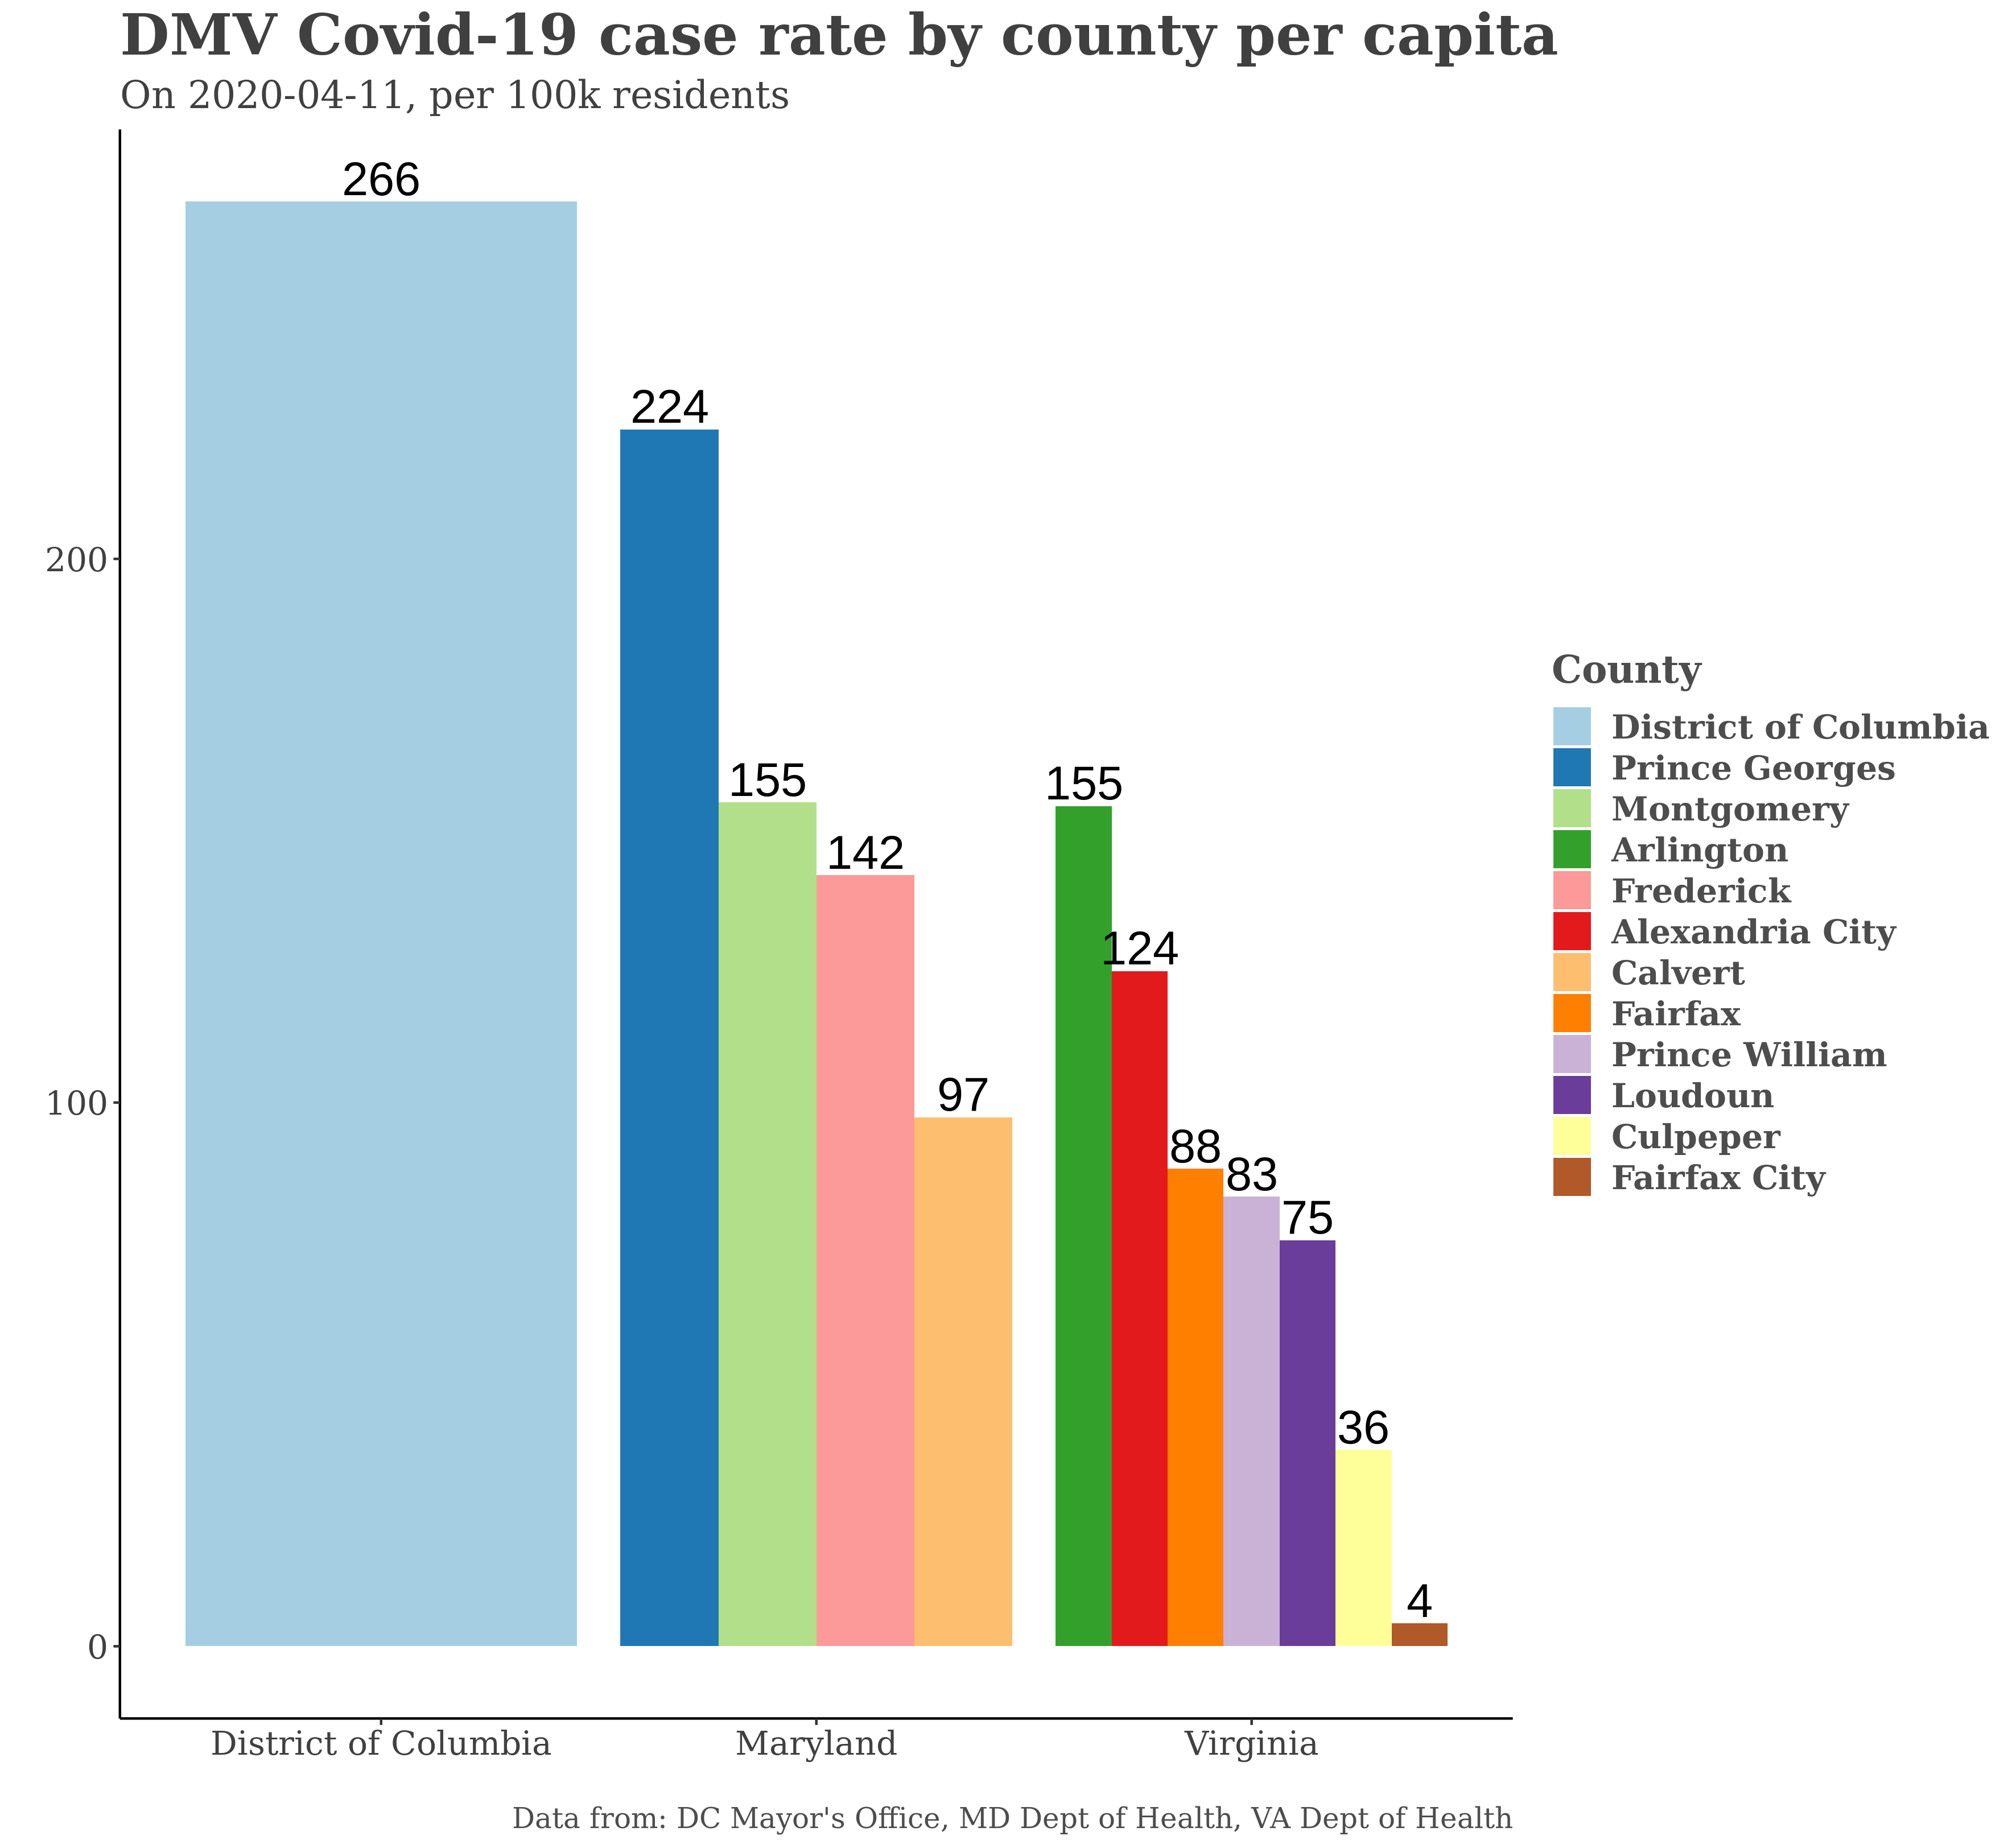 DMV Covid-19 case rate by county per capita
On 2020-04-11, per 100k residents
266
224
200
155
155
142
124
100
97
88
83
75
36
4
0
County
District of Columbia
Prince Georges
Montgomery
Arlington
Frederick
Alexandria City
Calvert
Fairfax
Prince William
Loudoun
Culpeper
Fairfax City
District of Columbia Maryland Virginia
Data from: DC Mayor's Office, MD Dept of Health, VA Dept of Health